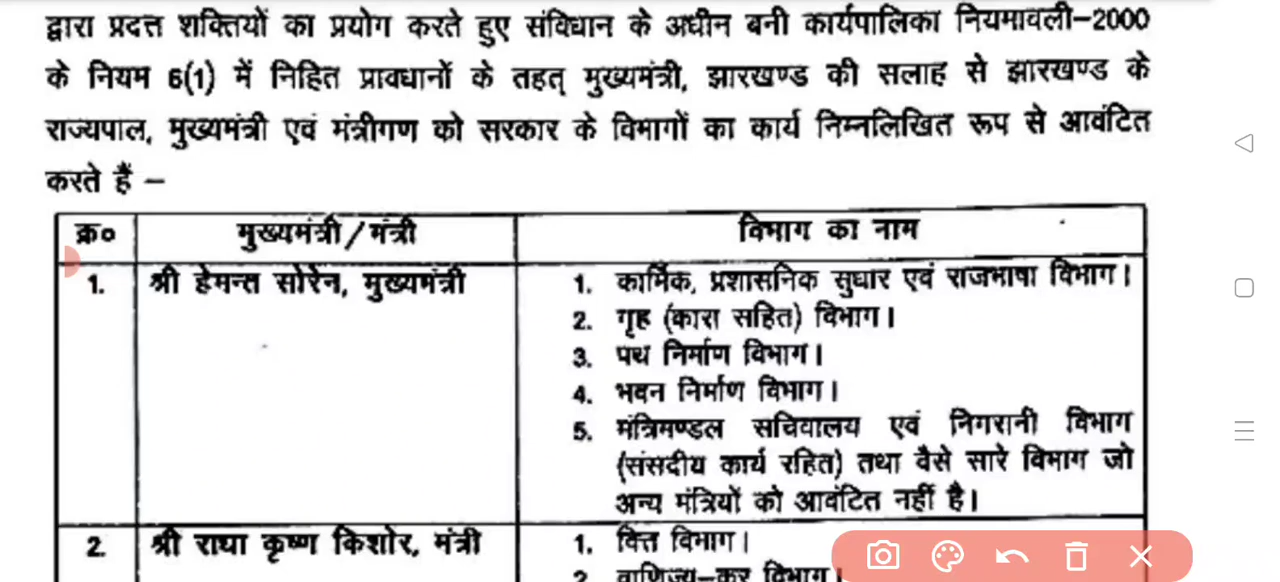 द्वारा प्रदत्त शक्तियों का प्रयोग करते हुए संविधान के अधीन बनी कार्यपालिका नियमावली–2000
के नियम 6(1) में निहित प्रावधानों के तहत् मुख्यमंत्री, झारखण्ड की सलाह से झारखण्ड के
राज्यपाल, मुख्यमंत्री एवं मंत्रीगण को सरकार के विभागों का कार्य निम्नलिखित रूप से आवंटित
करते हैं –
क्र० मुख्यमंत्री/मंत्री विभाग का नाम
1. श्री हेमन्त सोरेन, मुख्यमंत्री 1. कार्मिक, प्रशासनिक सुधार एवं राजभाषा विभाग।
2. गृह (कारा सहित) विभाग।
3. पथ निर्माण विभाग।
4. भवन निर्माण विभाग।
5. मंत्रिमण्डल सचिवालय एवं निगरानी विभाग
(संसदीय कार्य रहित) तथा वैसे सारे विभाग जो
अन्य मंत्रियों को आवंटित नहीं है।
2. श्री राधा कृष्ण किशोर, मंत्री 1. वित्त विभाग।
2. वाणिज्य–कर विभाग।